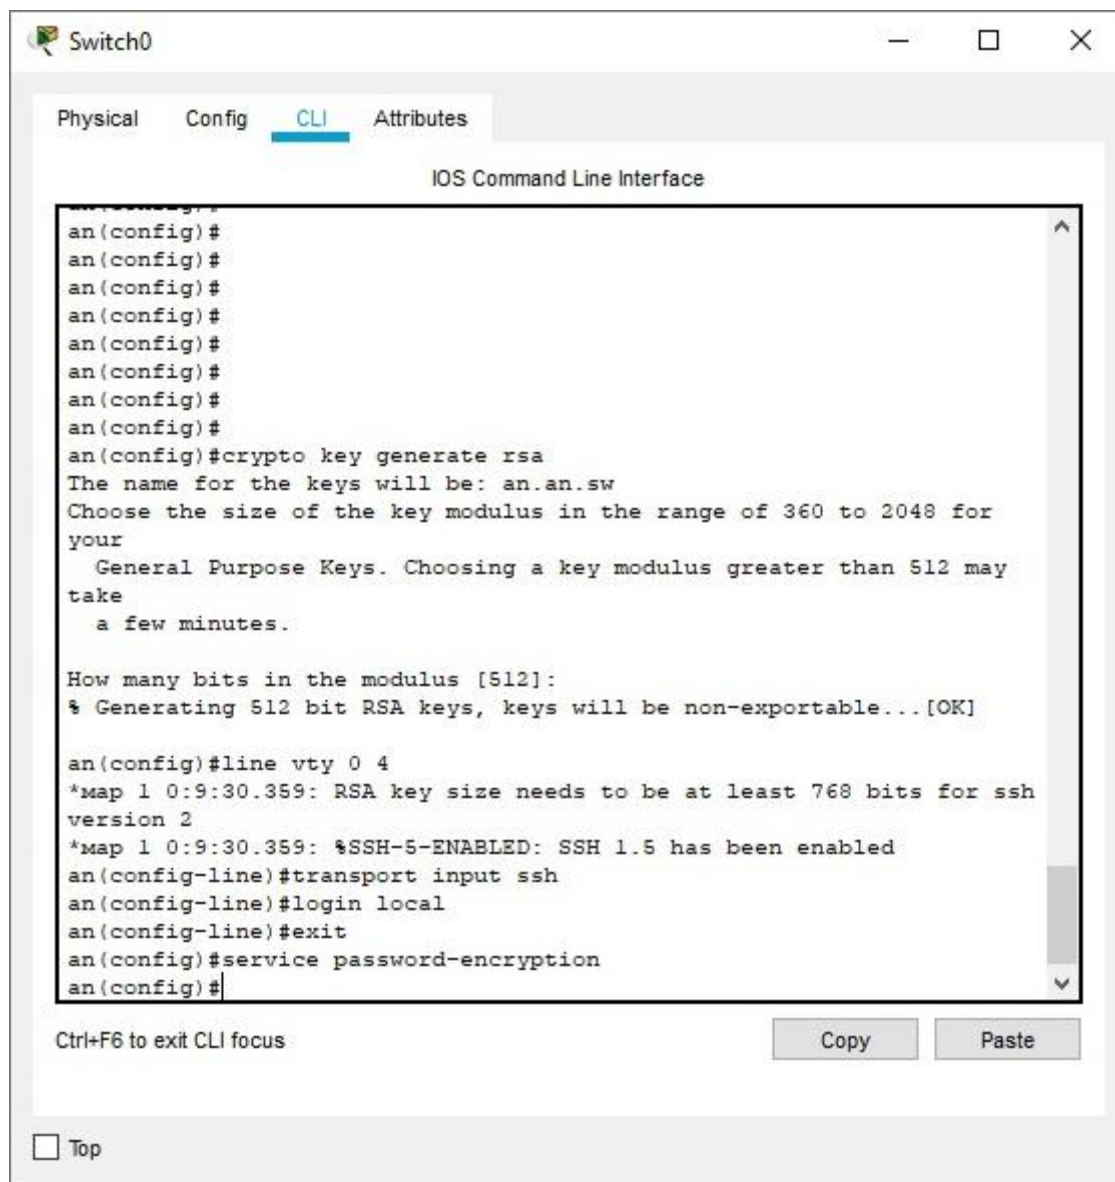 Switch0
Physical Config CLI Attributes
IOS Command Line Interface
an(config)#
an(config)#
an(config)#
an(config)#
an(config)#
an(config)#
an(config)#
an(config)#
an(config)#crypto key generate rsa
The name for the keys will be: an.an.sw
Choose the size of the key modulus in the range of 360 to 2048 for
your
General Purpose Keys. Choosing a key modulus greater than 512 may
take
a few minutes.
How many bits in the modulus [512]:
% Generating 512 bit RSA keys, keys will be non-exportable...[OK]
an(config)#line vty 0 4
*мар 1 0:9:30.359: RSA key size needs to be at least 768 bits for ssh
version 2
*мар 1 0:9:30.359: %SSH-5-ENABLED: SSH 1.5 has been enabled
an(config-line)#transport input ssh
an(config-line)#login local
an(config-line)#exit
an(config)#service password-encryption
an(config)#
Ctrl+F6 to exit CLI focus
Copy Paste
Top